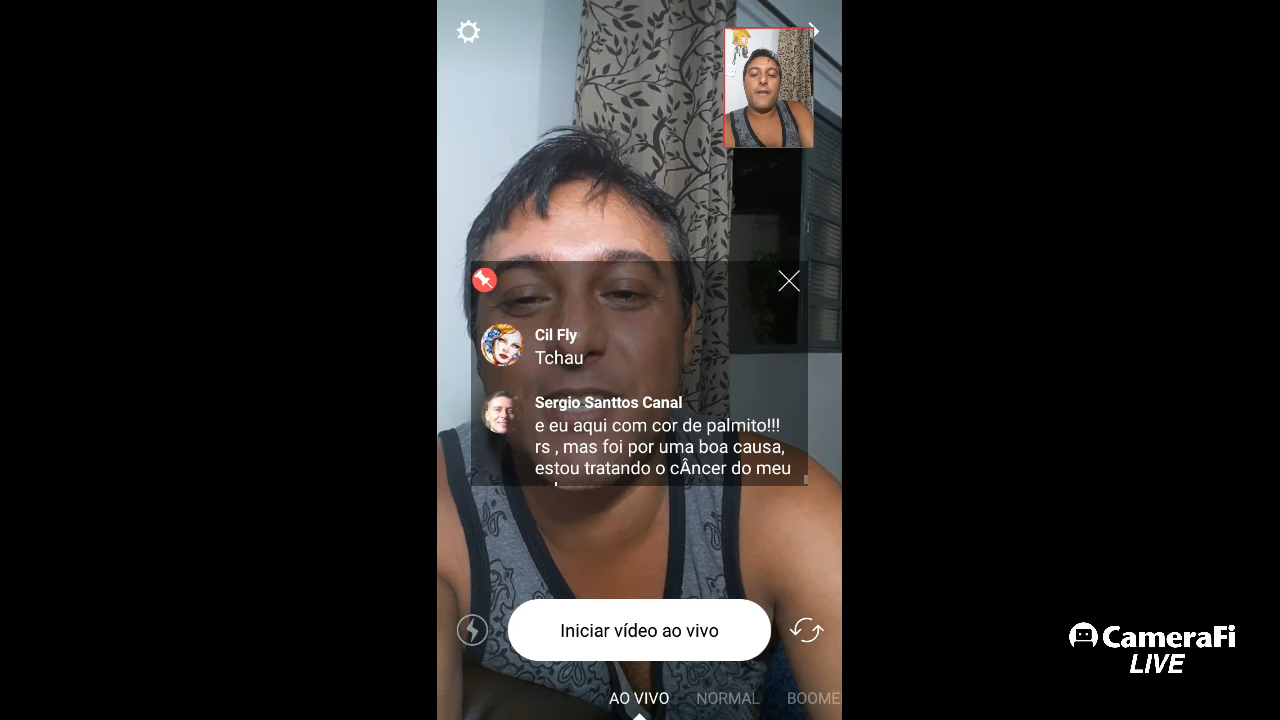 Cil Fly
Tchau
Sergio Santtos Canal
e eu aqui com cor de palmito!!!
rs , mas foi por uma boa causa,
estou tratando o cÂncer do meu
Iniciar vídeo ao vivo
AO VIVO NORMAL BOOME
CameraFi
LIVE